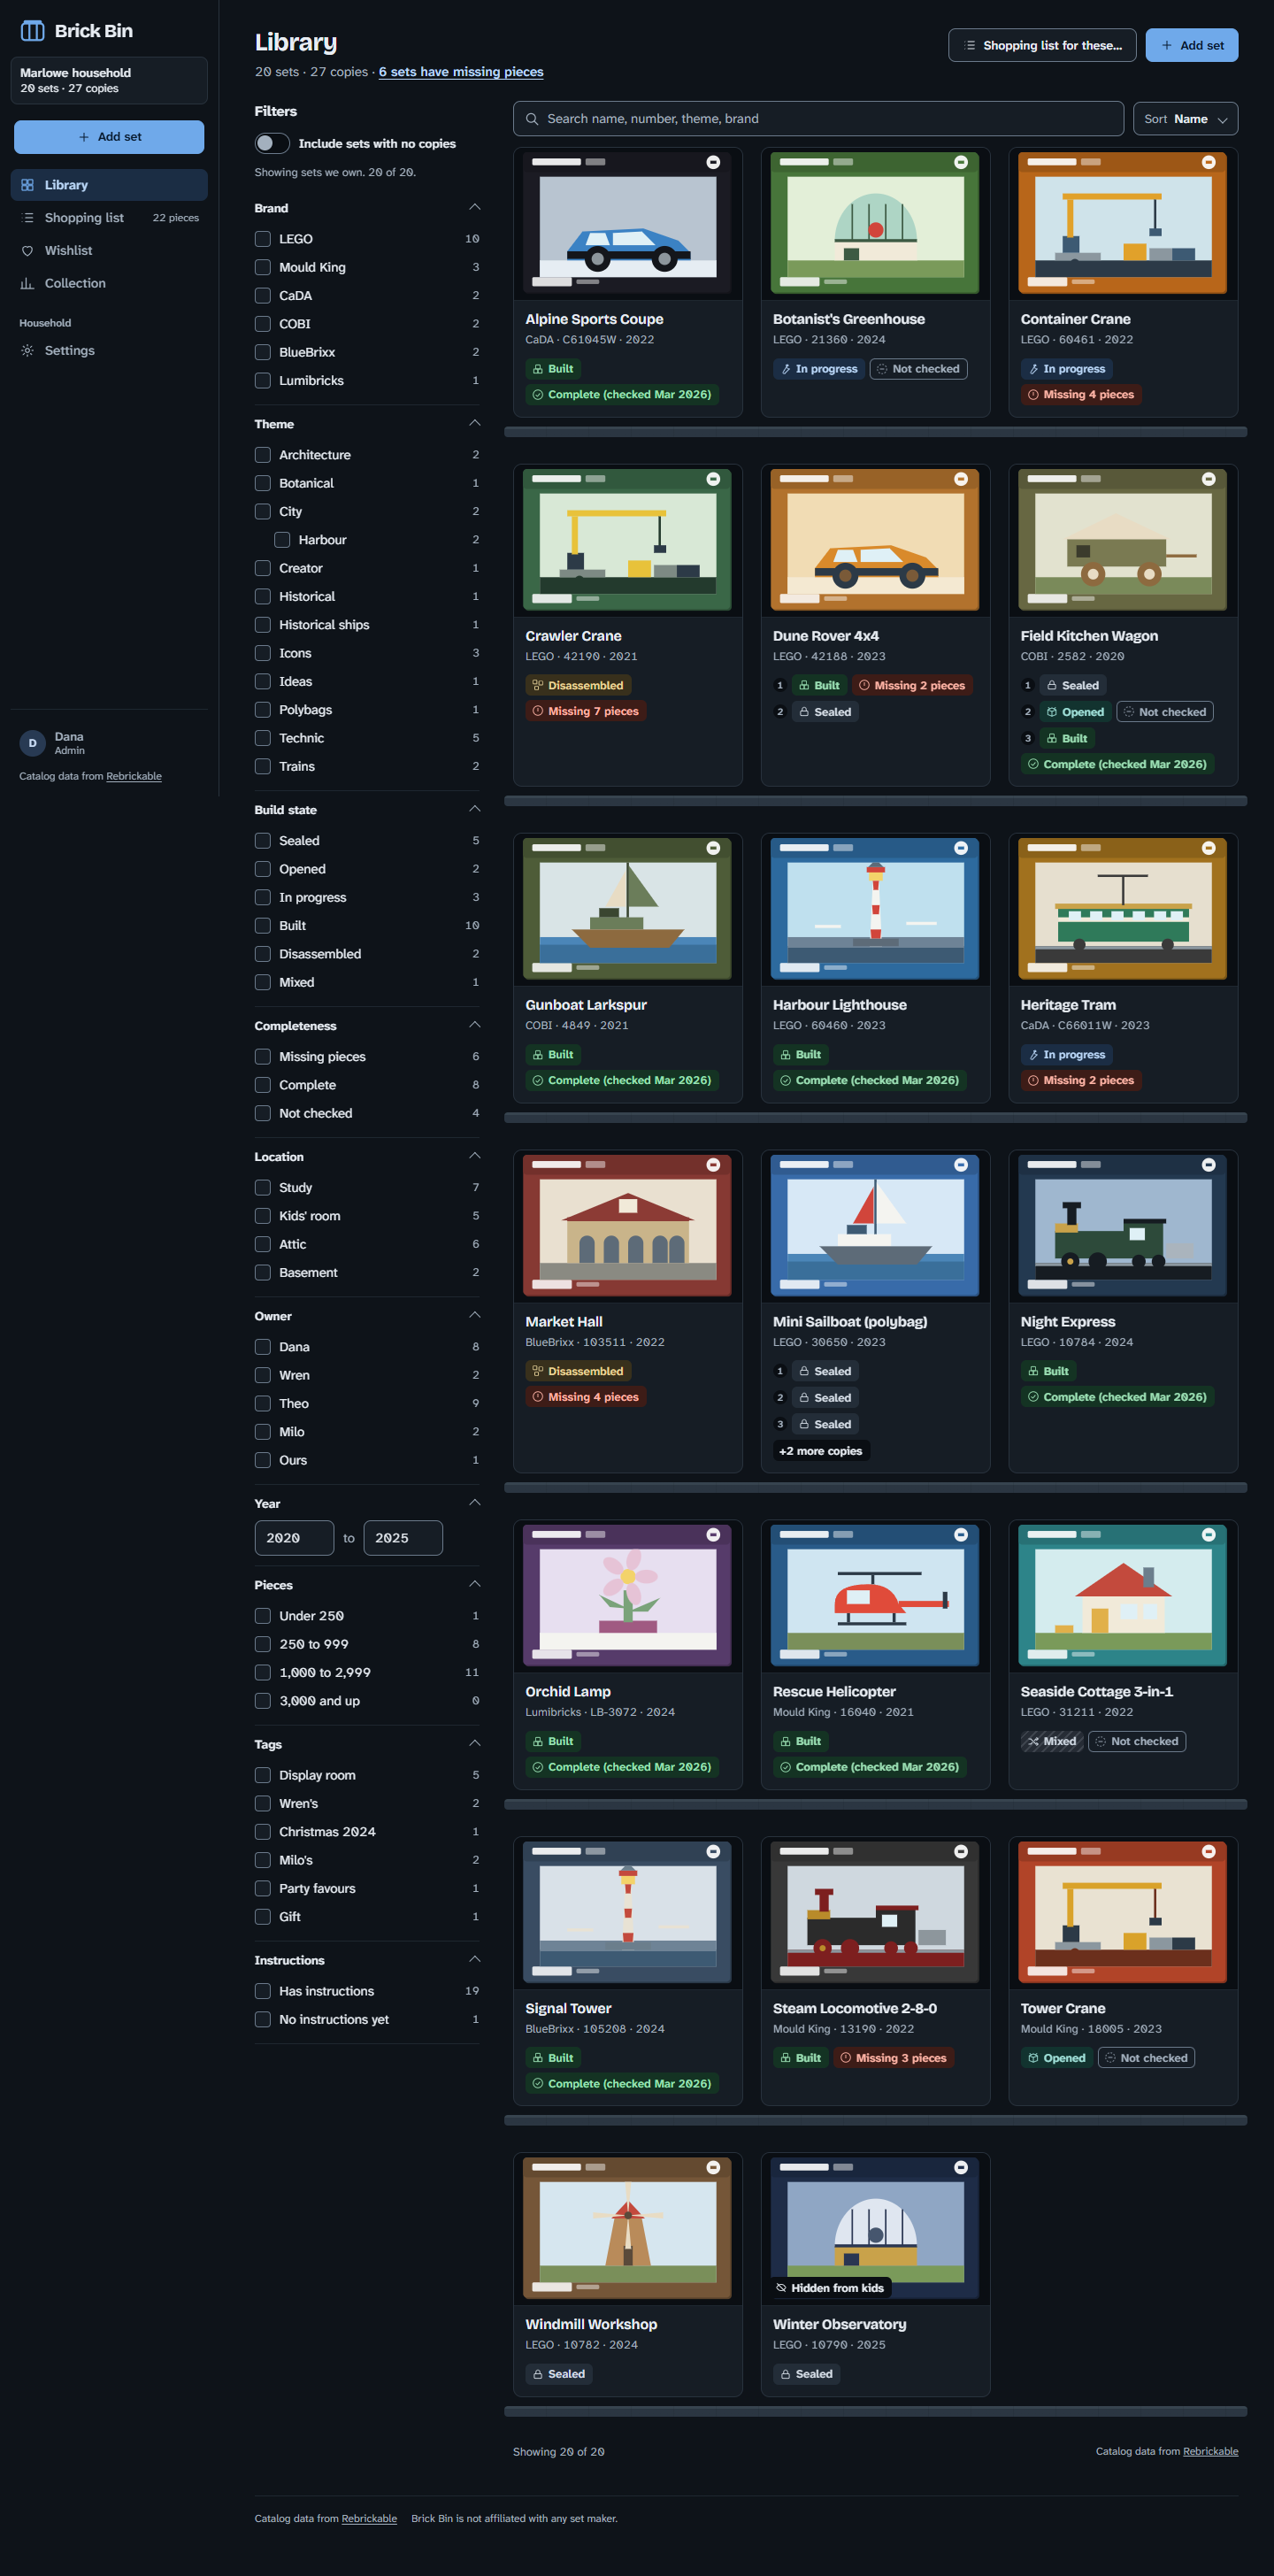 Brick Bin
Marlowe household
20 sets · 27 copies
Add set
Library
Shopping list 22 pieces
Wishlist
Collection
Household
Settings
D
Dana
Admin
Catalog data from Rebrickable
Library
20 sets · 27 copies · 6 sets have missing pieces
Shopping list for these...
Add set
Filters
Include sets with no copies
Showing sets we own. 20 of 20.
Brand
LEGO 10
Mould King 3
CaDA 2
COBI 2
BlueBrixx 2
Lumibricks 1
Theme
Architecture 2
Botanical 1
City 2
Harbour 2
Creator 1
Historical 1
Historical ships 1
Icons 3
Ideas 1
Polybags 1
Technic 5
Trains 2
Build state
Sealed 5
Opened 2
In progress 3
Built 10
Disassembled 2
Mixed 1
Completeness
Missing pieces 6
Complete 8
Not checked 4
Location
Study 7
Kids' room 5
Attic 6
Basement 2
Owner
Dana 8
Wren 2
Theo 9
Milo 2
Ours 1
Year
2020 to 2025
Pieces
Under 250 1
250 to 999 8
1,000 to 2,999 11
3,000 and up 0
Tags
Display room 5
Wren's 2
Christmas 2024 1
Milo's 2
Party favours 1
Gift 1
Instructions
Has instructions 19
No instructions yet 1
Search name, number, theme, brand
Sort Name
Alpine Sports Coupe
CaDA · C61045W · 2022
Built
Complete (checked Mar 2026)
Botanist's Greenhouse
LEGO · 21360 · 2024
In progress Not checked
Container Crane
LEGO · 60461 · 2022
In progress
Missing 4 pieces
Crawler Crane
LEGO · 42190 · 2021
Disassembled
Missing 7 pieces
Dune Rover 4x4
LEGO · 42188 · 2023
1 Built Missing 2 pieces
2 Sealed
Field Kitchen Wagon
COBI · 2582 · 2020
1 Sealed
2 Opened Not checked
3 Built
Complete (checked Mar 2026)
Gunboat Larkspur
COBI · 4849 · 2021
Built
Complete (checked Mar 2026)
Harbour Lighthouse
LEGO · 60460 · 2023
Built
Complete (checked Mar 2026)
Heritage Tram
CaDA · C66011W · 2023
In progress
Missing 2 pieces
Market Hall
BlueBrixx · 103511 · 2022
Disassembled
Missing 4 pieces
Mini Sailboat (polybag)
LEGO · 30650 · 2023
1 Sealed
2 Sealed
3 Sealed
+2 more copies
Night Express
LEGO · 10784 · 2024
Built
Complete (checked Mar 2026)
Orchid Lamp
Lumibricks · LB-3072 · 2024
Built
Complete (checked Mar 2026)
Rescue Helicopter
Mould King · 16040 · 2021
Built
Complete (checked Mar 2026)
Seaside Cottage 3-in-1
LEGO · 31211 · 2022
Mixed Not checked
Signal Tower
BlueBrixx · 105208 · 2024
Built
Complete (checked Mar 2026)
Steam Locomotive 2-8-0
Mould King · 13190 · 2022
Built Missing 3 pieces
Tower Crane
Mould King · 18005 · 2023
Opened Not checked
Windmill Workshop
LEGO · 10782 · 2024
Sealed
Hidden from kids
Winter Observatory
LEGO · 10790 · 2025
Sealed
Showing 20 of 20
Catalog data from Rebrickable
Catalog data from Rebrickable Brick Bin is not affiliated with any set maker.